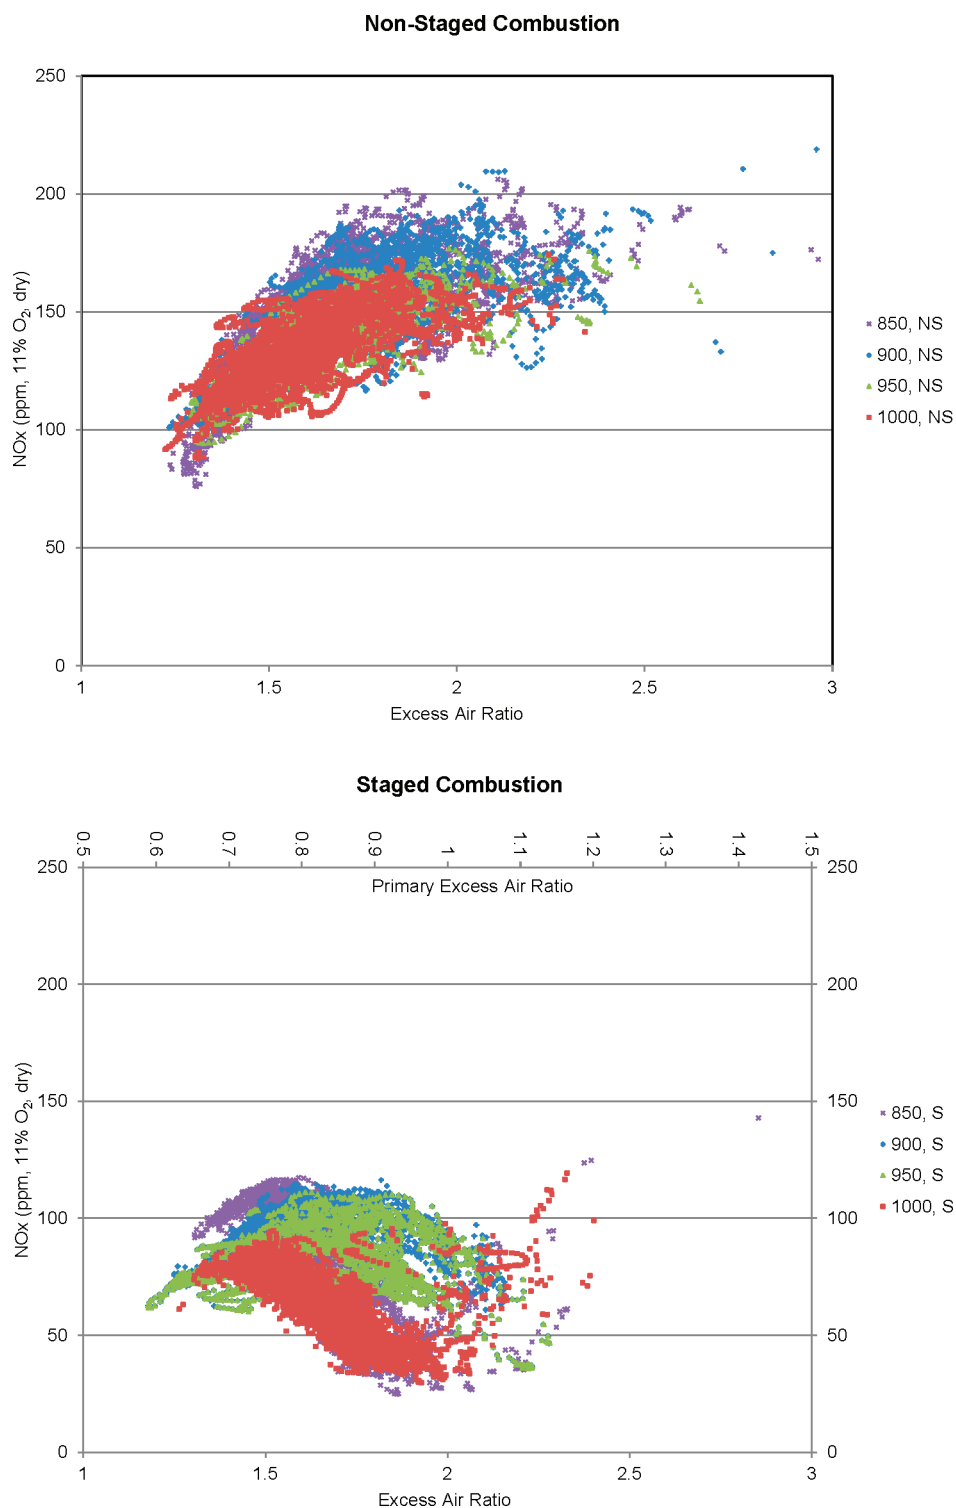 Non-Staged Combustion
250
200
150
100
50
0
NOx (ppm, 11% O2, dry)
1
1.5
2
2.5
3
Excess Air Ratio
850, NS
900, NS
950, NS
1000, NS
Staged Combustion
0.5
0.6
0.7
0.8
0.9
1.0
1.1
1.2
1.3
1.4
1.5
Primary Excess Air Ratio
250
200
150
100
50
0
NOx (ppm, 11% O2, dry)
250
200
150
100
50
0
1
1.5
2
2.5
3
Excess Air Ratio
850, S
900, S
950, S
1000, S